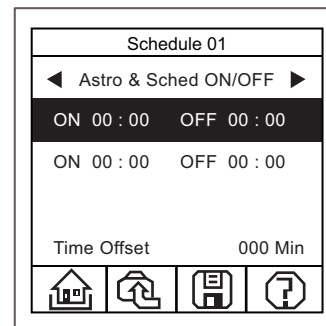 Schedule 01
Astro & Sched ON/OFF
ON 00 : 00 OFF 00 : 00
ON 00 : 00 OFF 00 : 00
Time Offset 000 Min
?